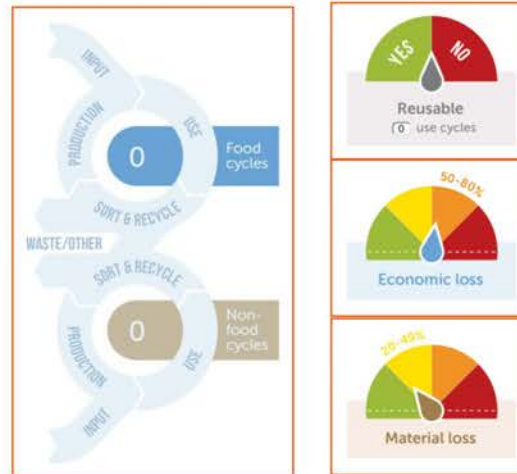 INPUT
PRODUCTION
USE
0
Food
cycles
SORT & RECYCLE
WASTE/OTHER
SORT & RECYCLE
0
Non-
food
cycles
PRODUCTION
USE
INPUT
YES
NO
Reusable
0 use cycles
50-80%
Economic loss
20-49%
Material loss